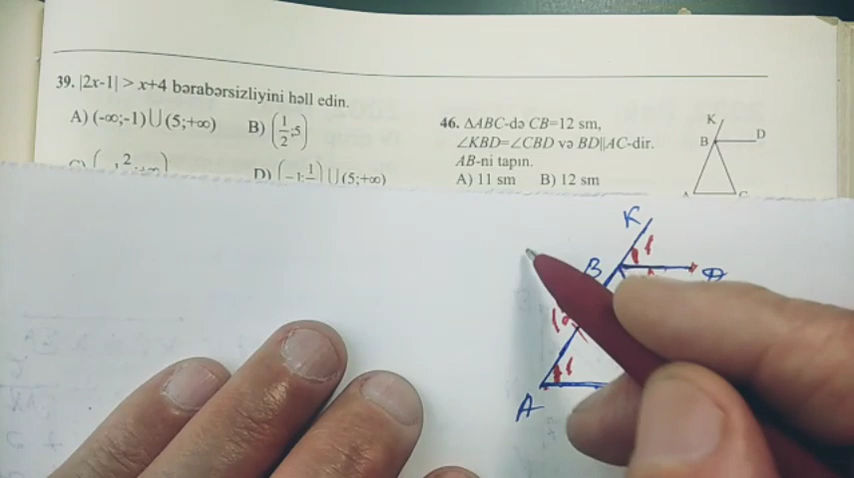 39. |2x-1| > x+4 bərabərsizliyini həll edin.
A) (-∞;-1)⋃(5;+∞) B) (1/2;5)
D) (-1;1/2)⋃(5;+∞)
46. ΔABC-də CB=12 sm,
∠KBD=∠CBD və BD||AC-dir.
AB-ni tapın.
A) 11 sm B) 12 sm
K
B D
A C
K
B
A